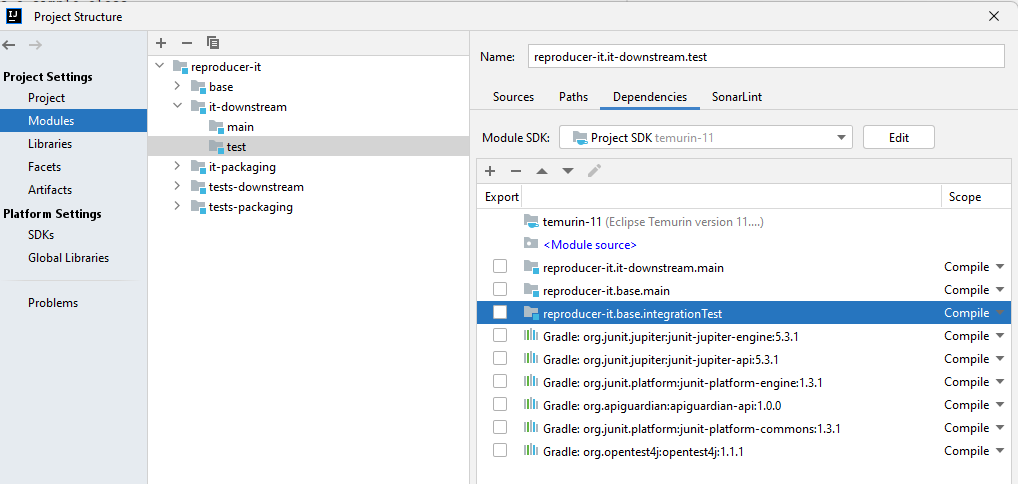 Project Structure
Project Settings
Project
Modules
Libraries
Facets
Artifacts
Platform Settings
SDKs
Global Libraries
Problems
reproducer-it
base
it-downstream
main
test
it-packaging
tests-downstream
tests-packaging
Name: reproducer-it.it-downstream.test
Sources Paths Dependencies SonarLint
Module SDK: Project SDK temurin-11 Edit
Export Scope
temurin-11 (Eclipse Temurin version 11....)
<Module source>
reproducer-it.it-downstream.main Compile
reproducer-it.base.main Compile
reproducer-it.base.integrationTest Compile
Gradle: org.junit.jupiter:junit-jupiter-engine:5.3.1 Compile
Gradle: org.junit.jupiter:junit-jupiter-api:5.3.1 Compile
Gradle: org.junit.platform:junit-platform-engine:1.3.1 Compile
Gradle: org.apiguardian:apiguardian-api:1.0.0 Compile
Gradle: org.junit.platform:junit-platform-commons:1.3.1 Compile
Gradle: org.opentest4j:opentest4j:1.1.1 Compile